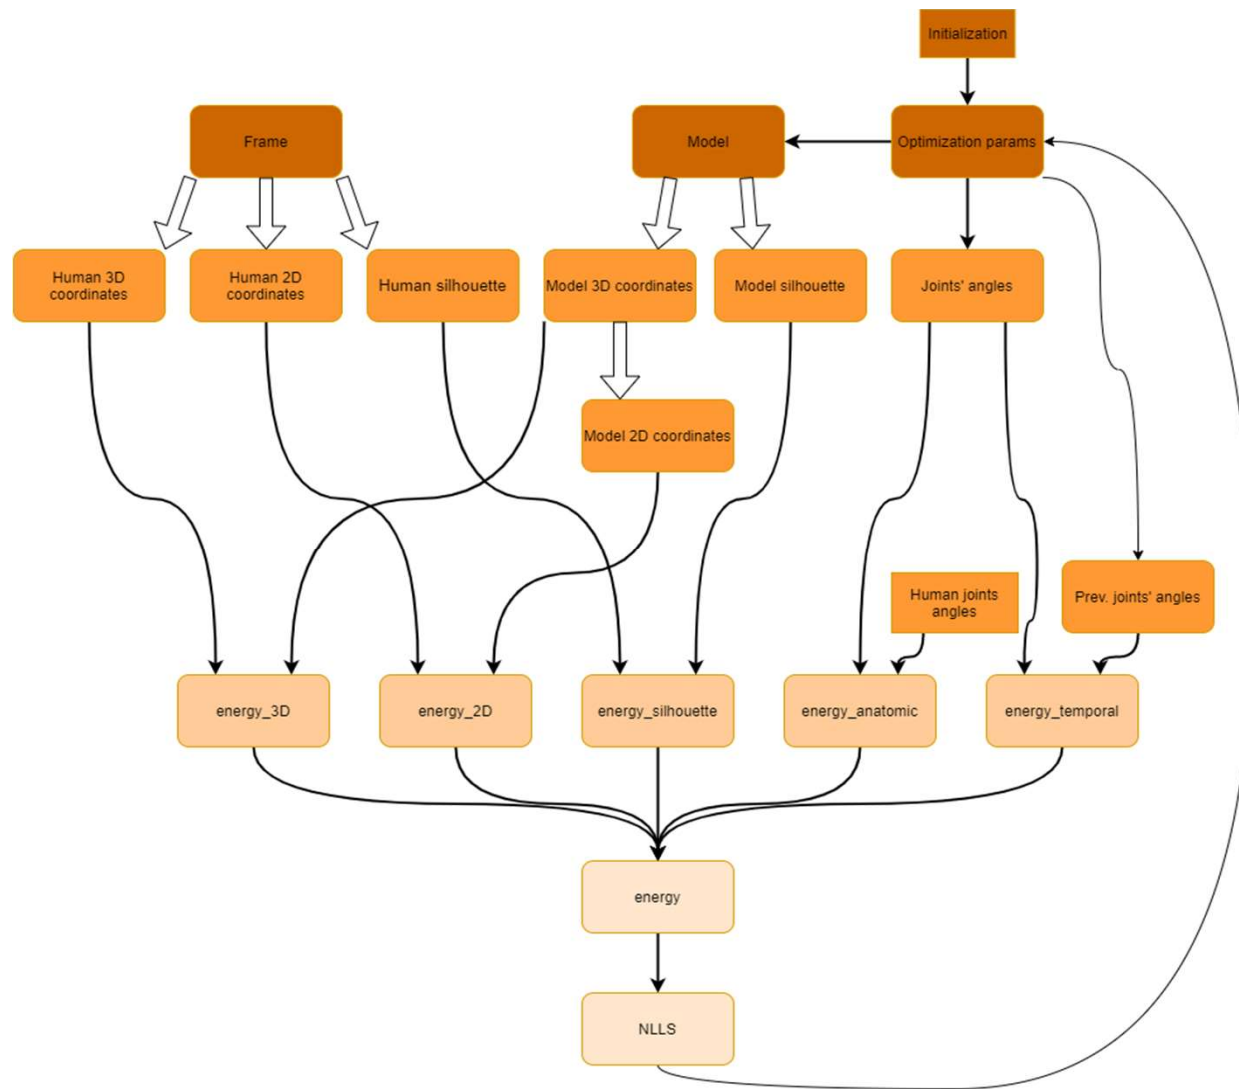 Initialization
Frame
Model
Optimization params
Human 3D
coordinates
Human 2D
coordinates
Human silhouette
Model 3D coordinates
Model silhouette
Joints' angles
Model 2D coordinates
Human joints
angles
Prev. joints' angles
energy_3D
energy_2D
energy_silhouette
energy_anatomic
energy_temporal
energy
NLLS